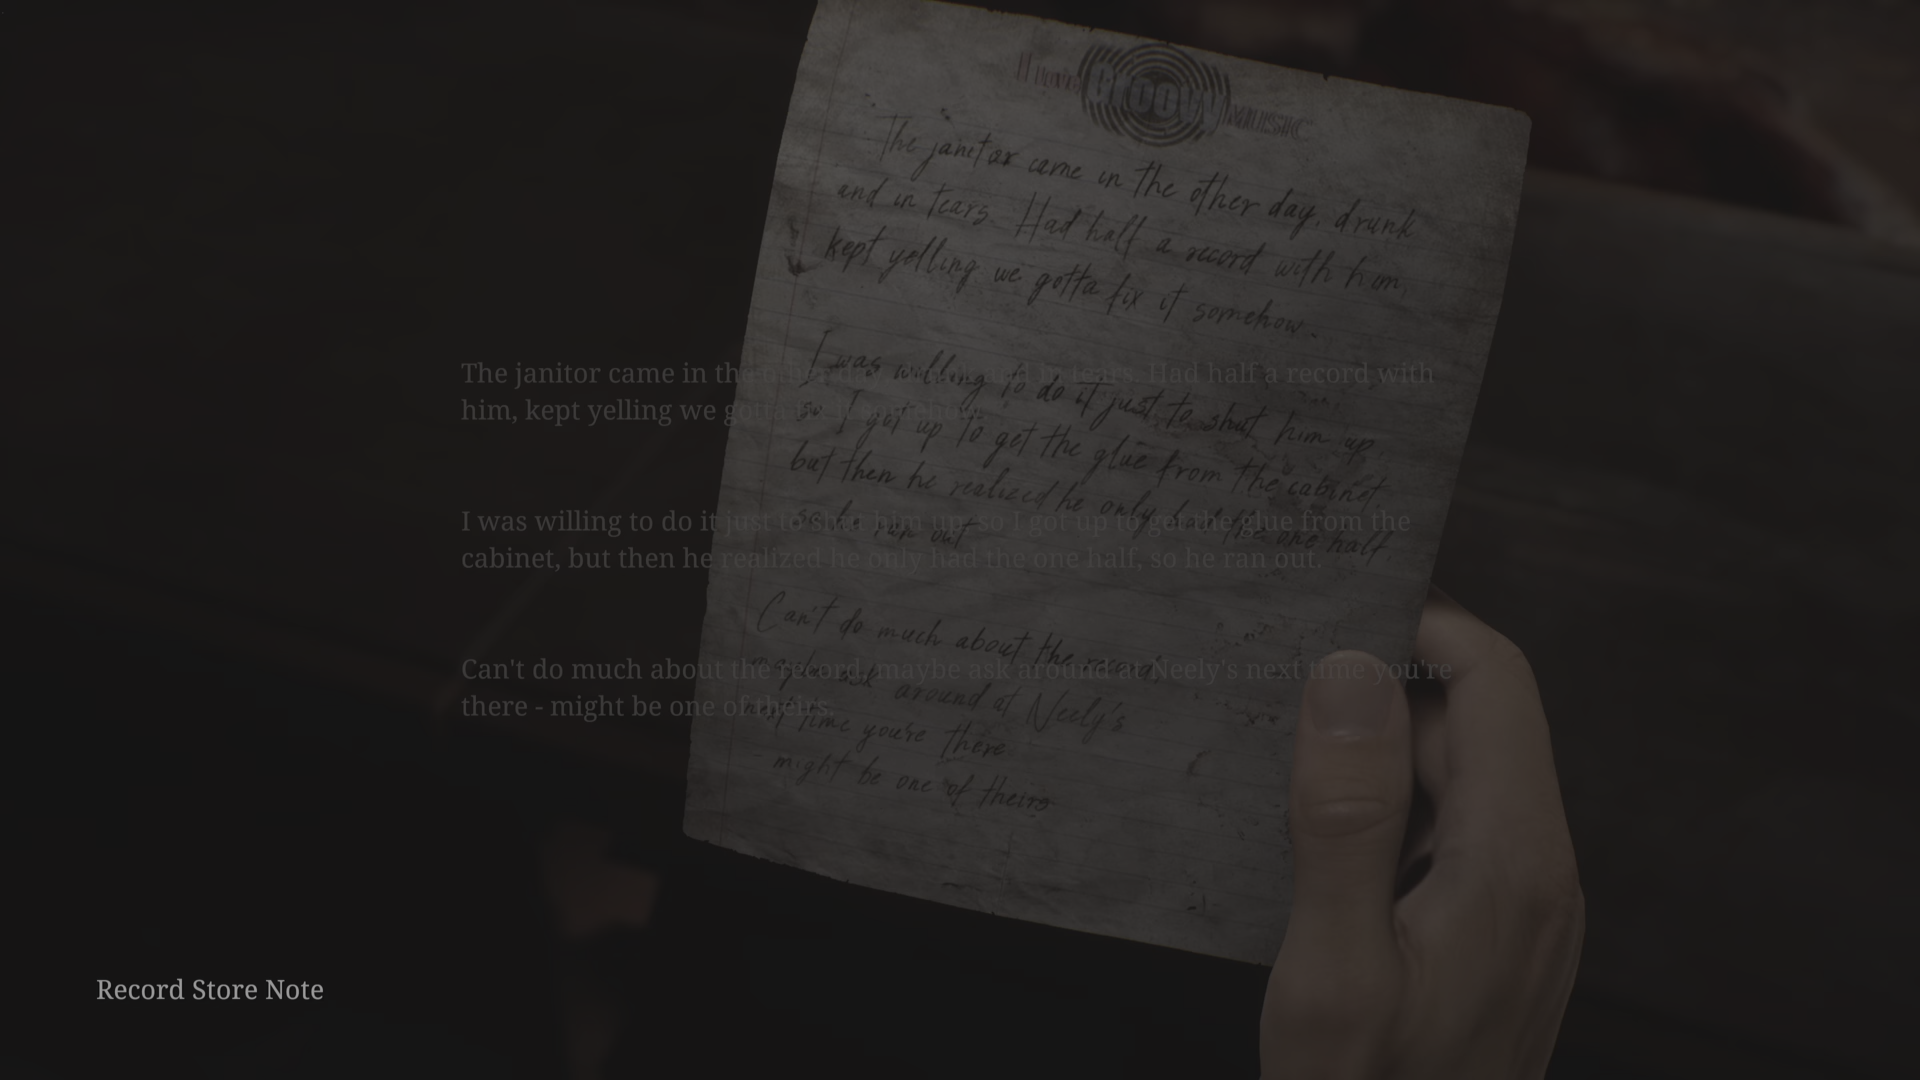 Groovy MUSIC
The janitor came in the other day, drunk
and in tears. Had half a record with him,
kept yelling we gotta fix it somehow.
I was willing to do it just to shut him up,
so I got up to get the glue from the cabinet,
but then he realized he only had the one half,
so he ran out
Can't do much about the record,
maybe ask around at Neely's
next time you're there
might be one of theirs
The janitor came in the other day, drunk and in tears. Had half a record with
him, kept yelling we gotta fix it somehow.
I was willing to do it just to shut him up, so I got up to get the glue from the
cabinet, but then he realized he only had the one half, so he ran out.
Can't do much about the record, maybe ask around at Neely's next time you're
there - might be one of theirs.
Record Store Note